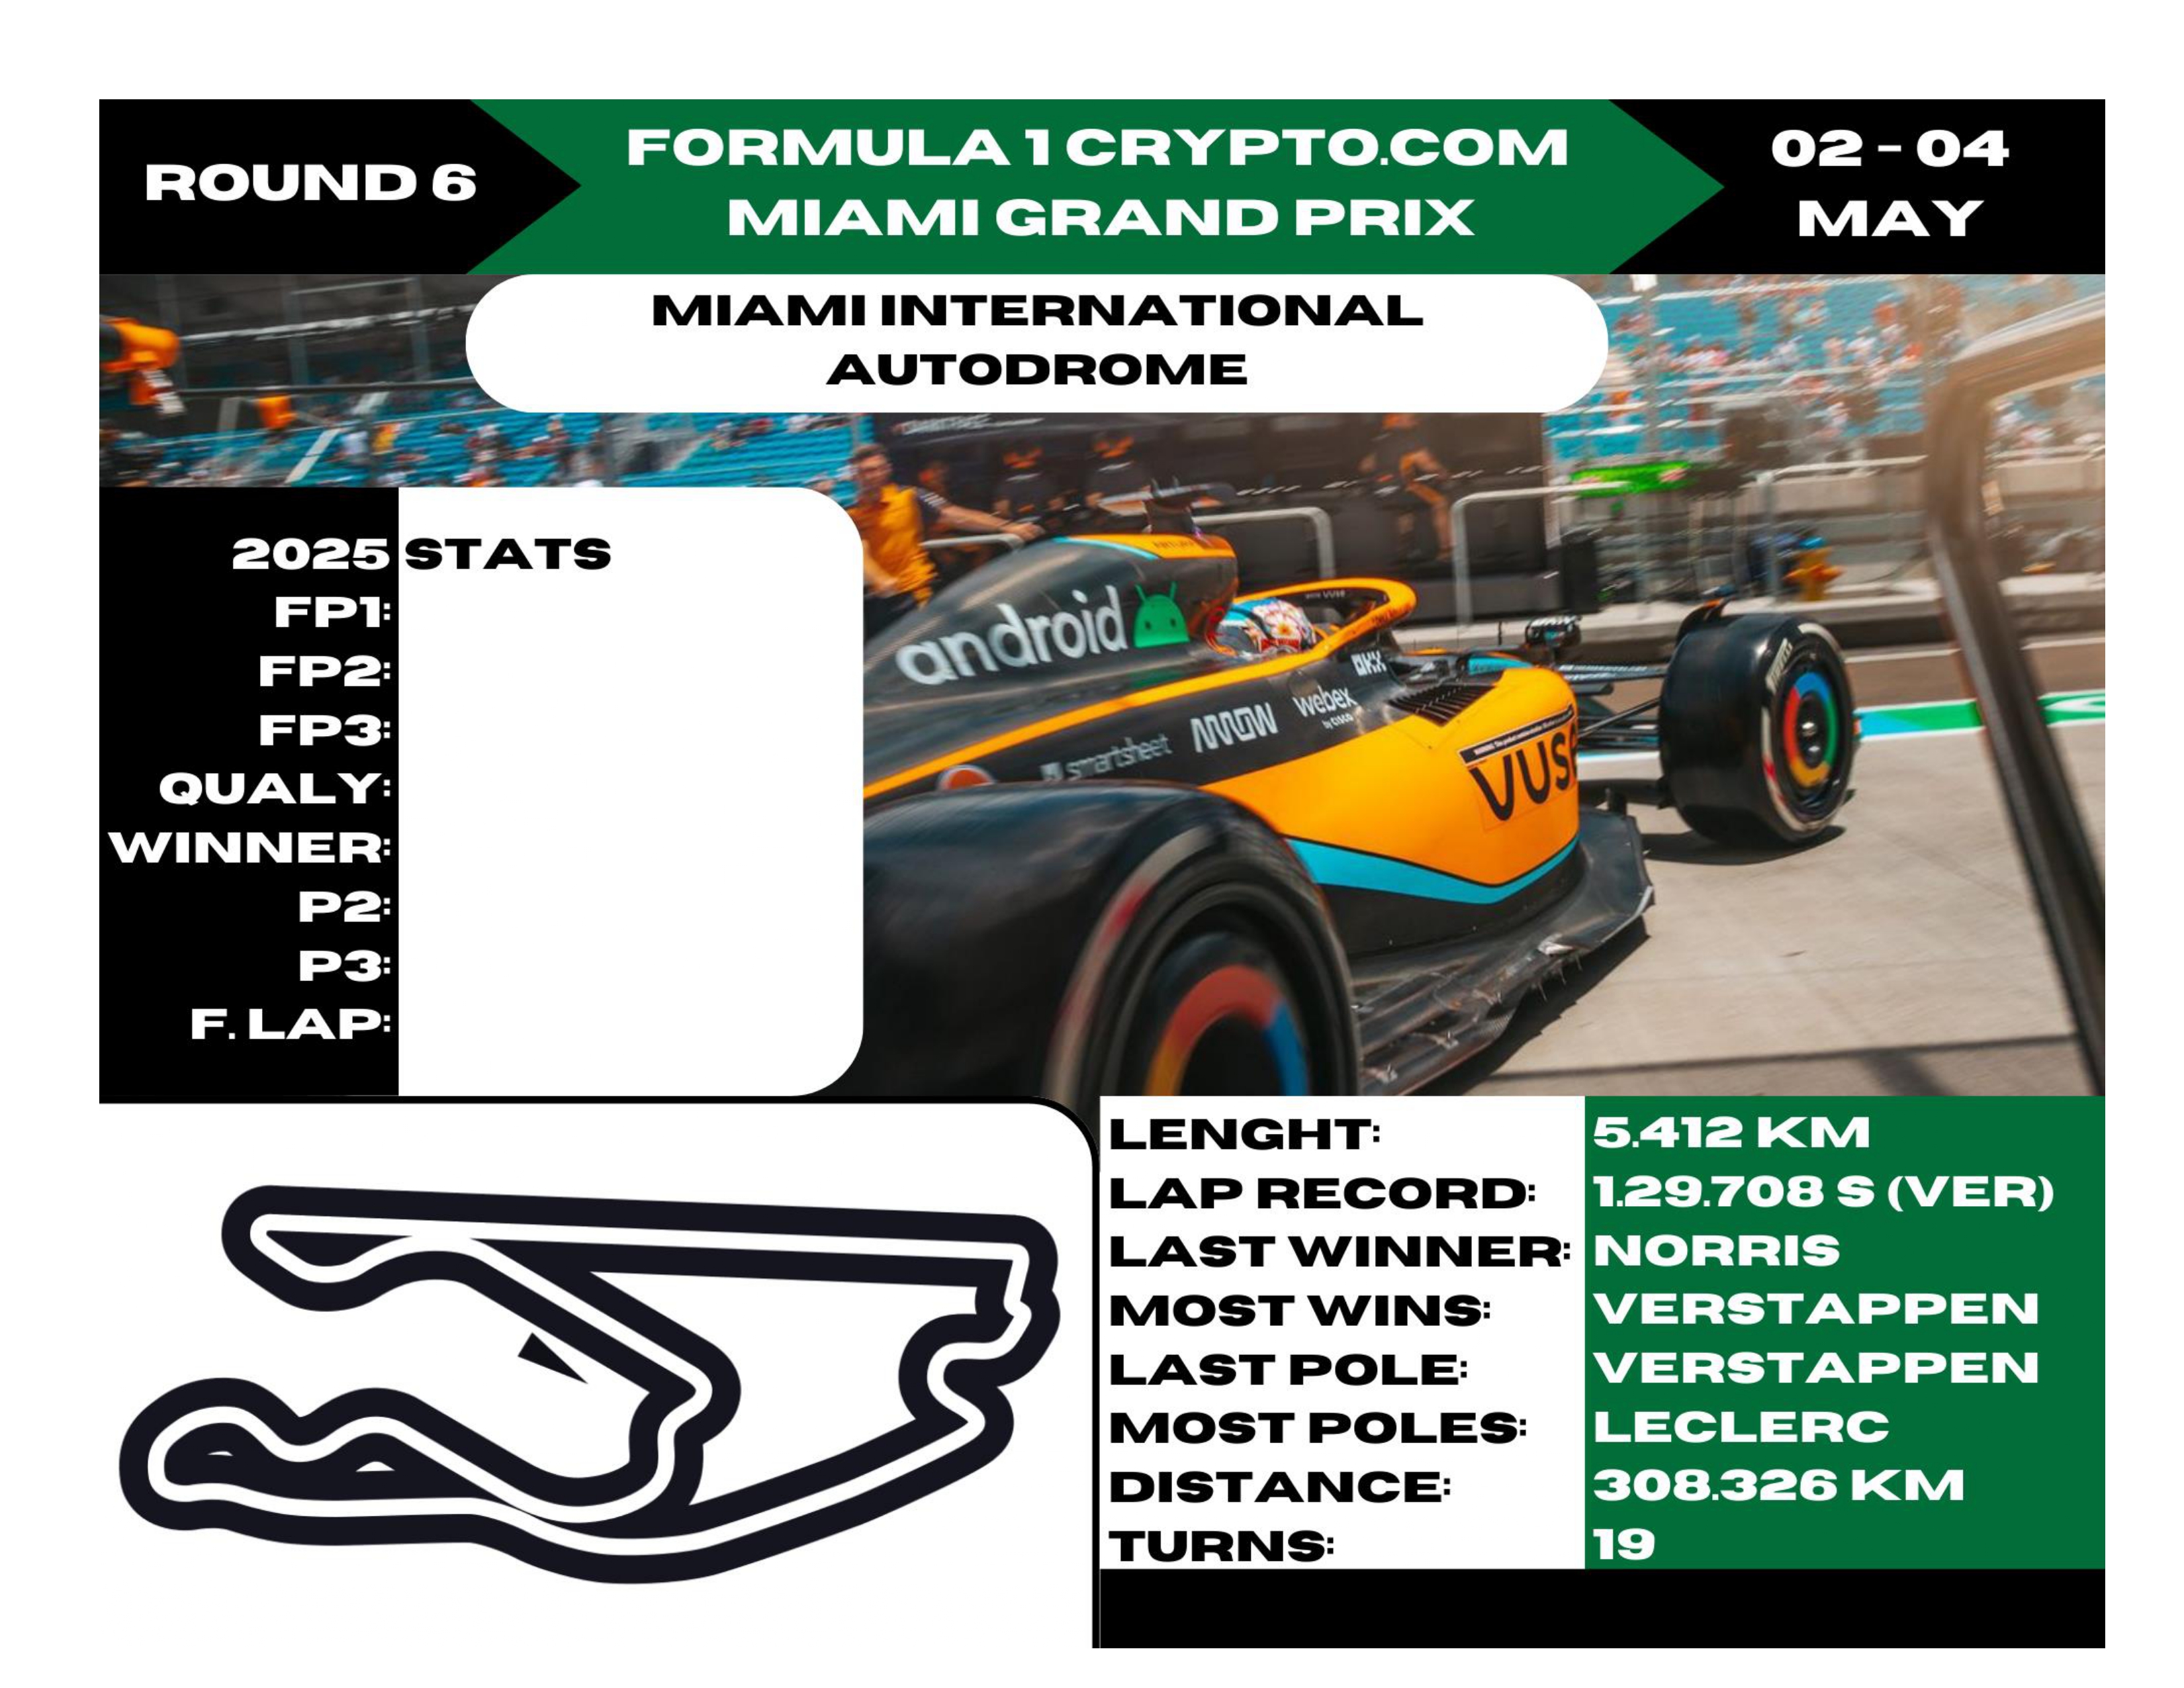 ROUND 6
FORMULA 1 CRYPTO.COM
MIAMI GRAND PRIX
02 - 04
MAY
MIAMI INTERNATIONAL
AUTODROME
2025 STATS
FP1:
FP2:
FP3:
QUALY:
WINNER:
P2:
P3:
F. LAP:
android
OKX
webex
by CISCO
ARROW
smartsheet
VUSE
LENGHT: 5.412 KM
LAP RECORD: 1.29.708 S (VER)
LAST WINNER: NORRIS
MOST WINS: VERSTAPPEN
LAST POLE: VERSTAPPEN
MOST POLES: LECLERC
DISTANCE: 308.326 KM
TURNS: 19